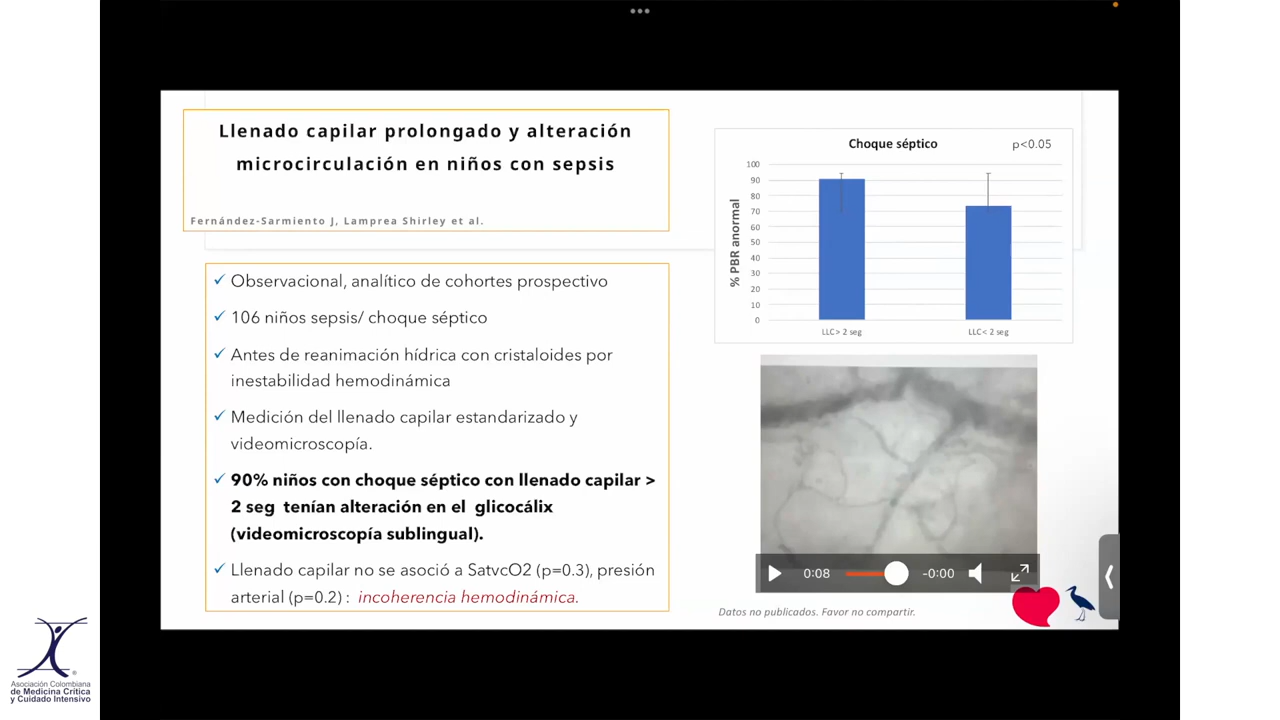 Llenado capilar prolongado y alteración
microcirculación en niños con sepsis
Fernández-Sarmiento J, Lamprea Shirley et al.
✓ Observacional, analítico de cohortes prospectivo
✓ 106 niños sepsis/ choque séptico
✓ Antes de reanimación hídrica con cristaloides por
inestabilidad hemodinámica
✓ Medición del llenado capilar estandarizado y
videomicroscopía.
✓ 90% niños con choque séptico con llenado capilar >
2 seg tenían alteración en el glicocálix
(videomicroscopía sublingual).
✓ Llenado capilar no se asoció a SatvcO2 (p=0.3), presión
arterial (p=0.2) : incoherencia hemodinámica.
Choque séptico
p<0.05
% PBR anormal
100
90
80
70
60
50
40
30
20
10
0
LLC> 2 seg
LLC< 2 seg
0:08
-0:00
Datos no publicados. Favor no compartir.
®
Asociación Colombiana
de Medicina Crítica
y Cuidado Intensivo